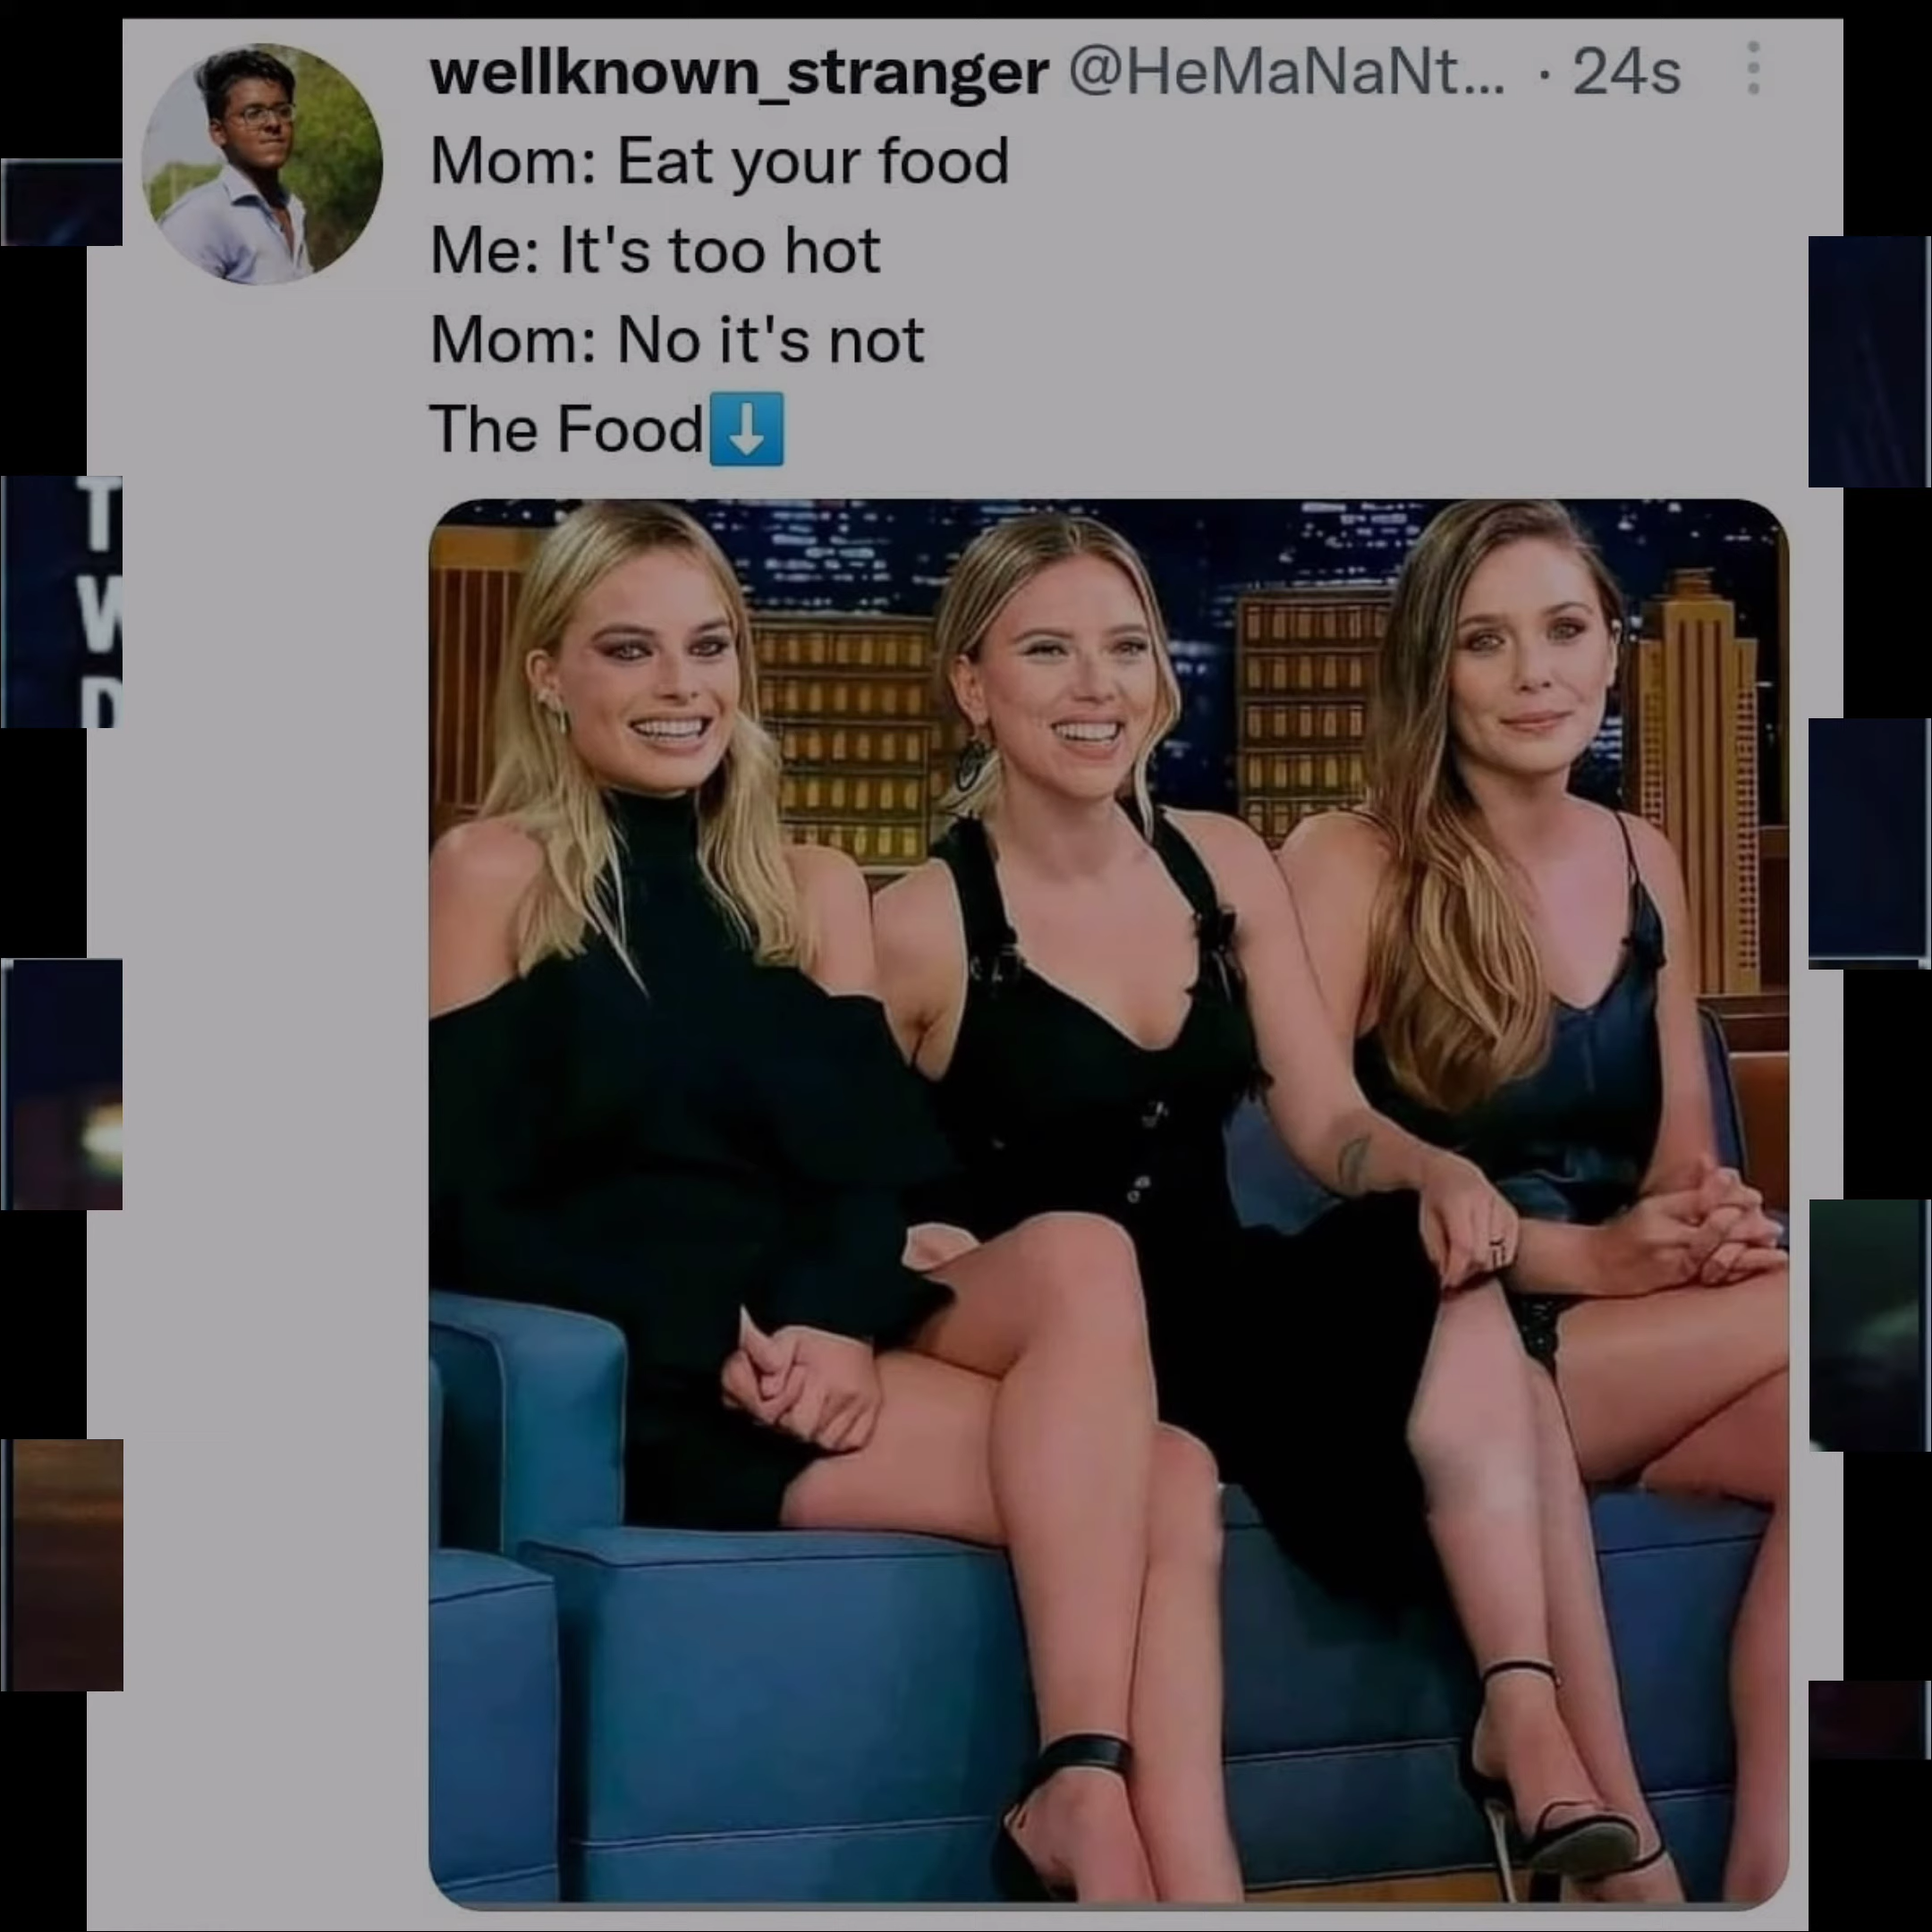 wellknown_stranger @HeMaNaNt... · 24s
Mom: Eat your food
Me: It's too hot
Mom: No it's not
The Food⬇️
T
W
D